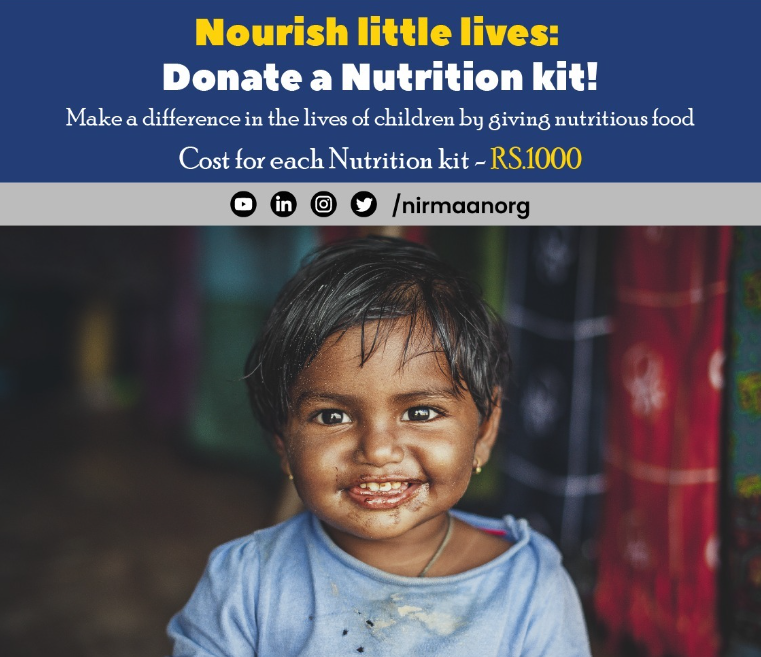 Nourish little lives:
Donate a Nutrition kit!
Make a difference in the lives of children by giving nutritious food
Cost for each Nutrition kit - RS.1000
/nirmaanorg